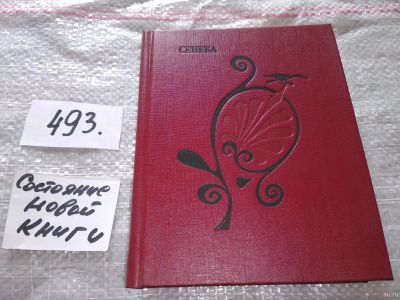 СЕНЕКА
493.
Состояние
новой
книги